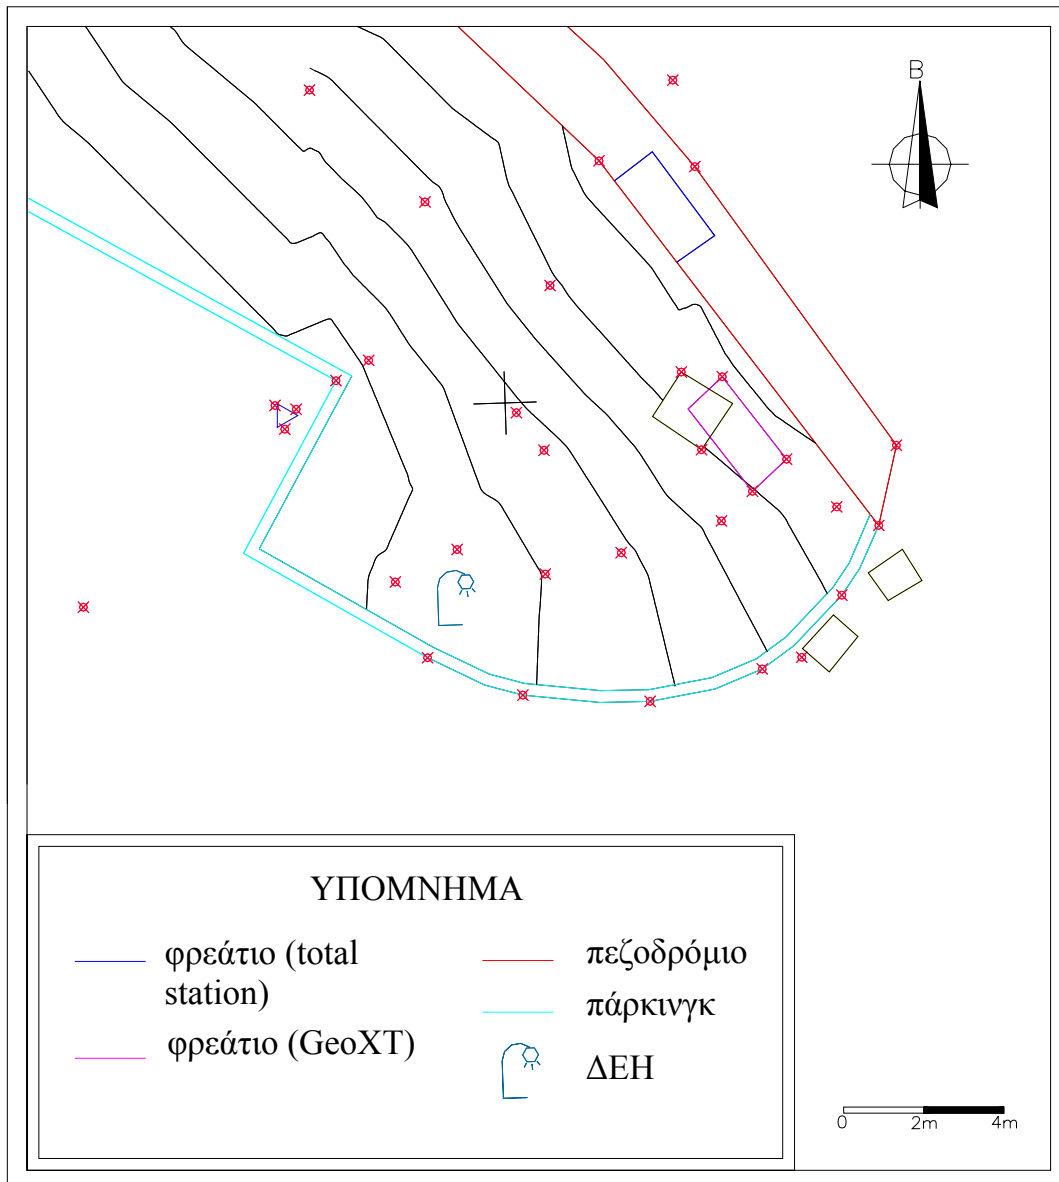 B
ΥΠΟΜΝΗΜΑ
φρεάτιο (total
station)
φρεάτιο (GeoXT)
πεζοδρόμιο
πάρκινγκ
ΔΕΗ
0 2m 4m